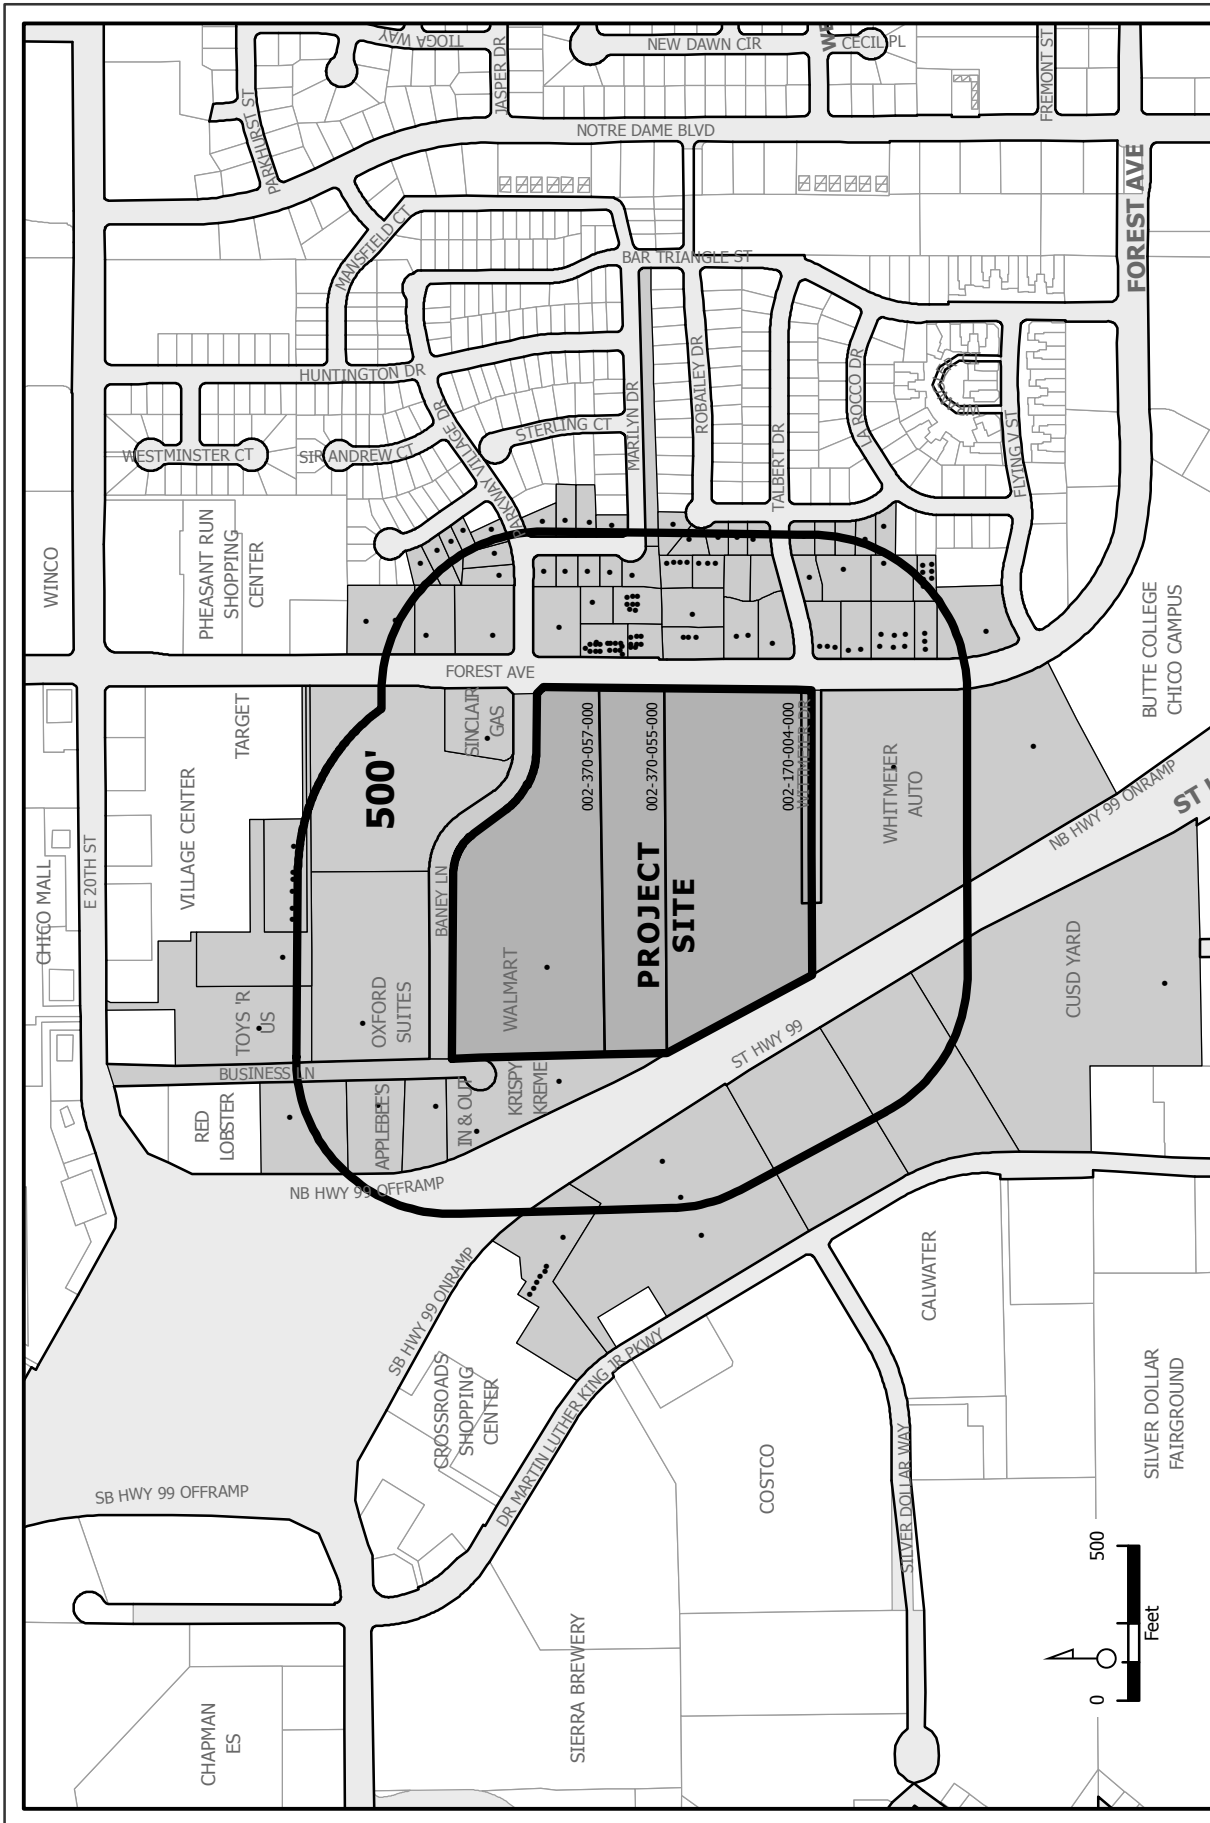 TIOGA WAY
JASPER DR
NEW DAWN CIR
CECIL PL
FREMONT ST
PARKHURST ST
NOTRE DAME BLVD
FOREST AVE
MANSFIELD CT
BAR TRIANGLE ST
HUNTINGTON DR
ROBAILEY DR
LA ROCCO DR
PARKWAY VILLAGE DR
STERLING CT
MARILYN DR
TALBERT DR
FLYING V ST
WESTMINSTER CT
SIR ANDREW CT
WINCO
PHEASANT RUN
SHOPPING
CENTER
BUTTE COLLEGE
CHICO CAMPUS
FOREST AVE
TARGET
SINCLAIR
GAS
500'
002-370-057-000
002-370-055-000
002-170-004-000
WHITMEIER
AUTO
NB HWY 99 ONRAMP
VILLAGE CENTER
E 20TH ST
CHICO MALL
BANEY LN
PROJECT
SITE
WALMART
OXFORD
SUITES
TOYS 'R
US
CUSD YARD
ST HWY 99
BUSINESS LN
RED
LOBSTER
APPLEBEE'S
IN & OUT
KRISPY
KREME
NB HWY 99 OFFRAMP
SB HWY 99 ONRAMP
CALWATER
CROSSROADS
SHOPPING
CENTER
DR MARTIN LUTHER KING JR PKWY
COSTCO
SILVER DOLLAR WAY
SILVER DOLLAR
FAIRGROUND
SB HWY 99 OFFRAMP
SIERRA BREWERY
CHAPMAN
ES
0
500
Feet